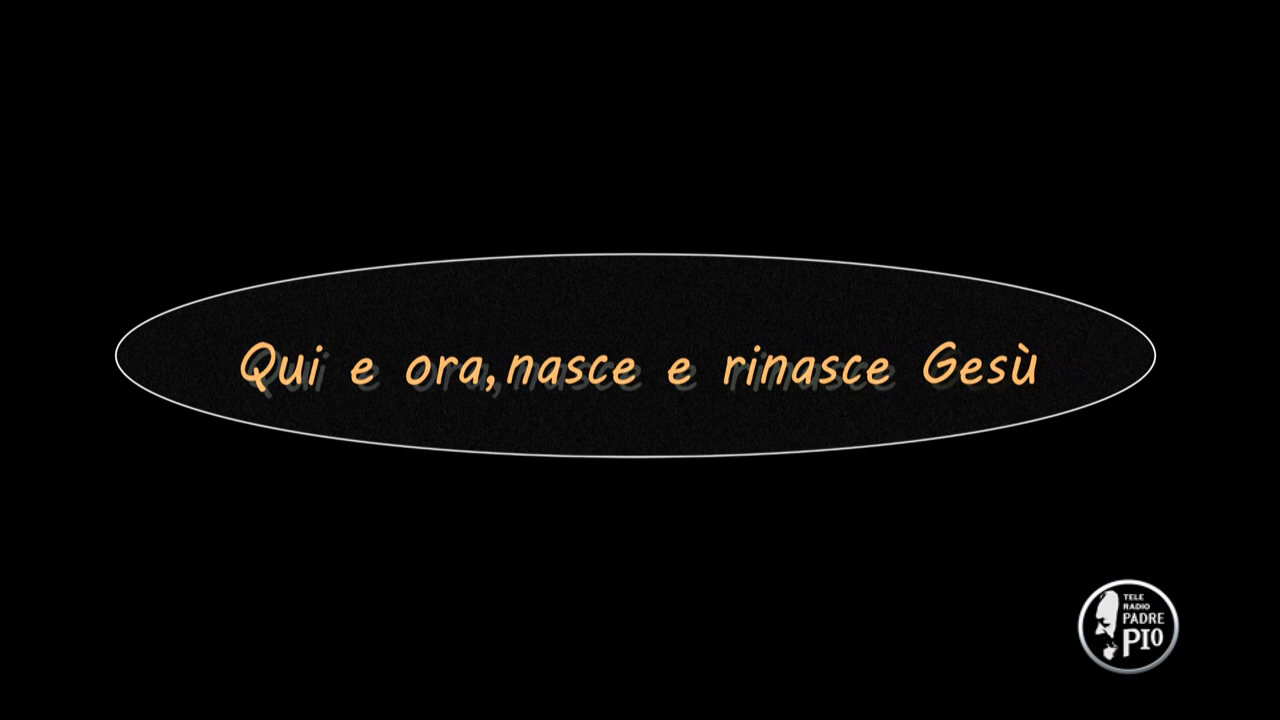 Qui e ora, nasce e rinasce Gesù
TELE
RADIO
PADRE
PIO